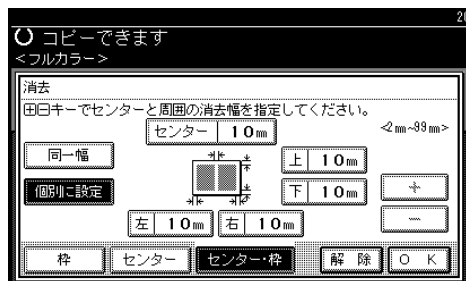 20
コピーできます
<フルカラー>
消去
⊞⊟キーでセンターと周囲の消去幅を指定してください。
センター 10mm
<2mm~99mm>
同一幅
上 10mm
個別に設定
下 10mm
+
−
左 10mm 右 10mm
枠 センター センター・枠 解除 OK